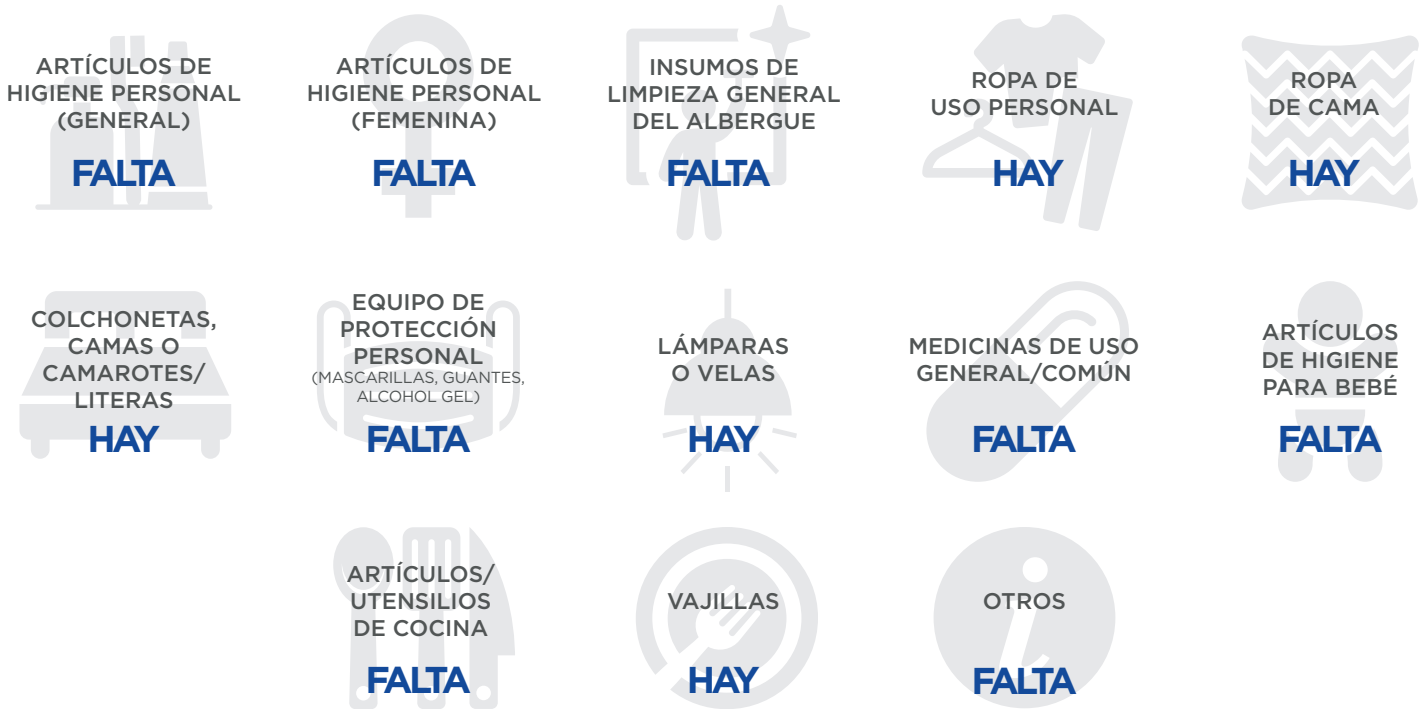 ARTÍCULOS DE
HIGIENE PERSONAL
(GENERAL)
FALTA
ARTÍCULOS DE
HIGIENE PERSONAL
(FEMENINA)
FALTA
INSUMOS DE
LIMPIEZA GENERAL
DEL ALBERGUE
FALTA
ROPA DE
USO PERSONAL
HAY
ROPA
DE CAMA
HAY
COLCHONETAS,
CAMAS O
CAMAROTES/
LITERAS
HAY
EQUIPO DE
PROTECCIÓN
PERSONAL
(MASCARILLAS, GUANTES,
ALCOHOL GEL)
FALTA
LÁMPARAS
O VELAS
HAY
MEDICINAS DE USO
GENERAL/COMÚN
FALTA
ARTÍCULOS
DE HIGIENE
PARA BEBÉ
FALTA
ARTÍCULOS/
UTENSILIOS
DE COCINA
FALTA
VAJILLAS
HAY
OTROS
FALTA